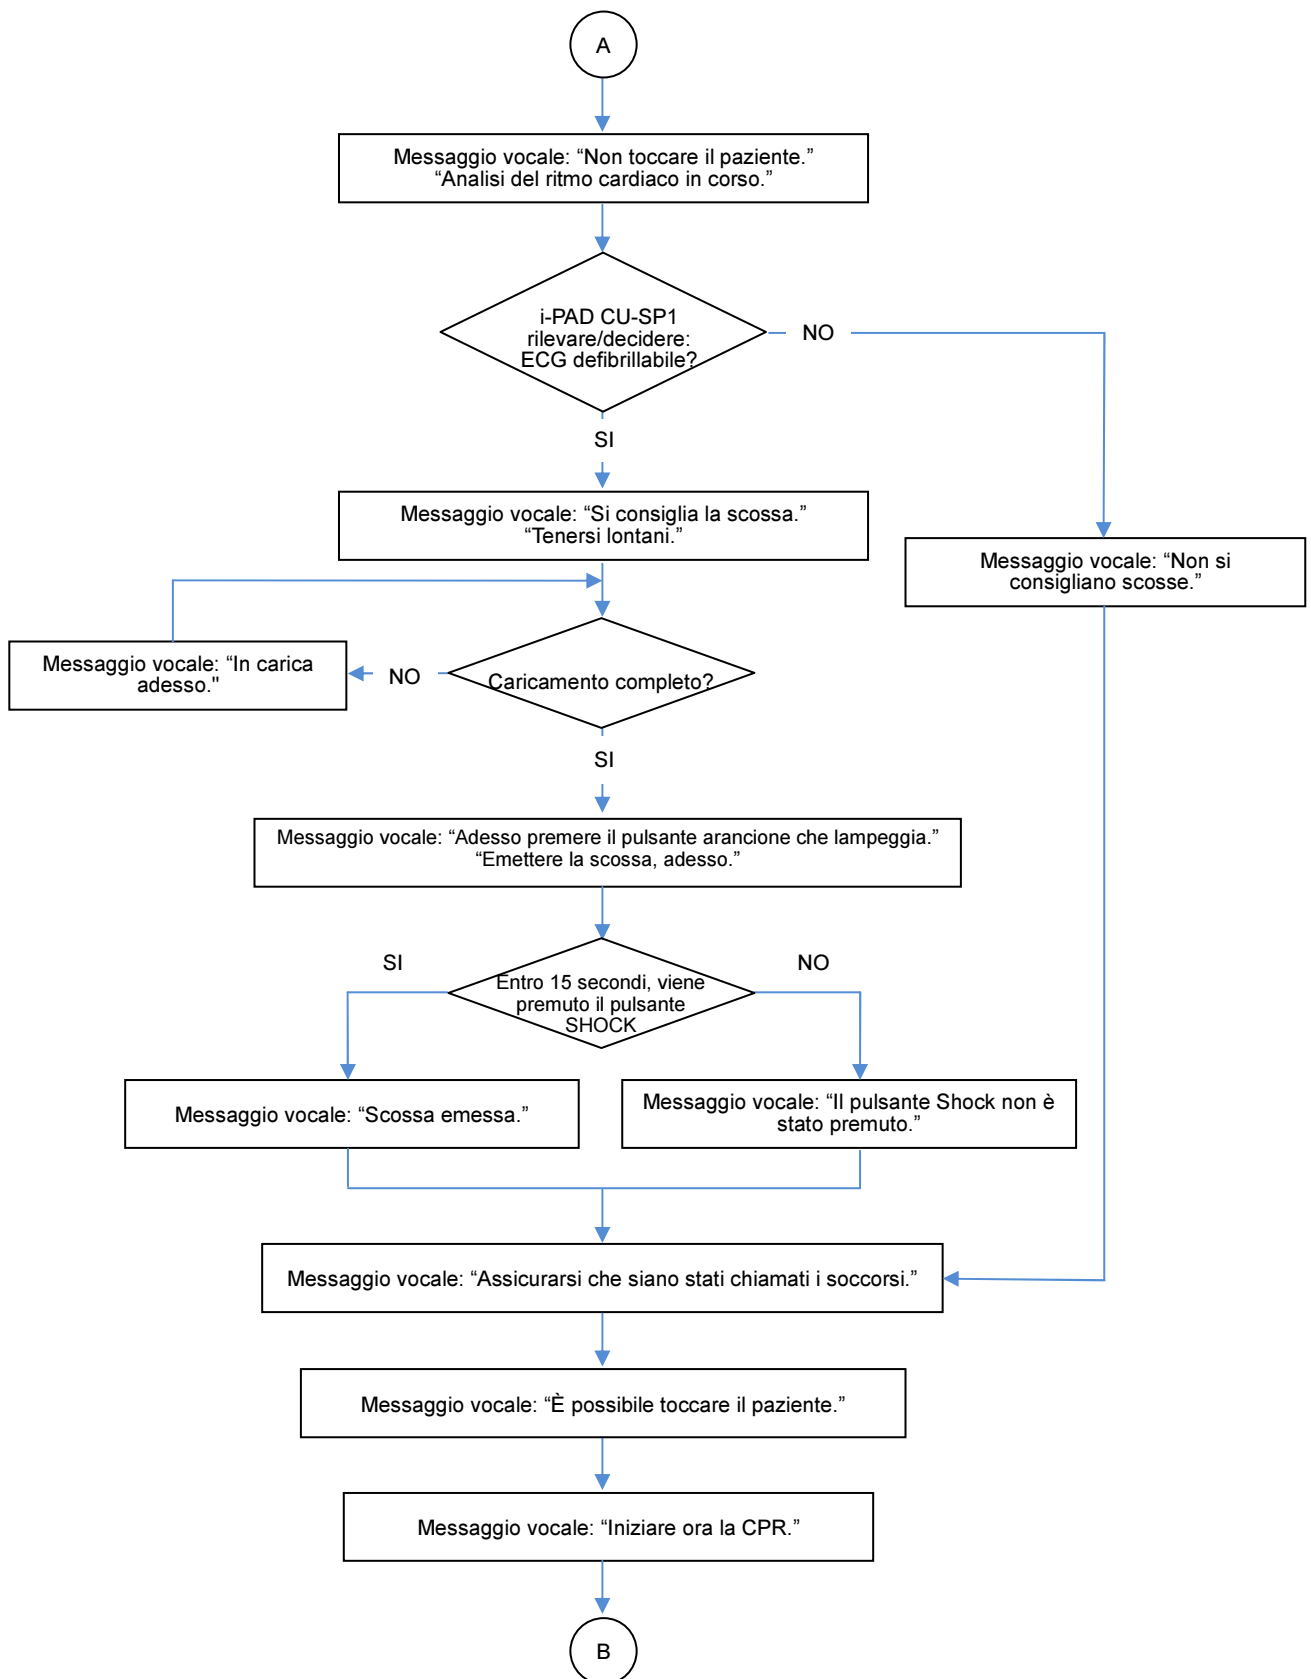 A
Messaggio vocale: “Non toccare il paziente.”
“Analisi del ritmo cardiaco in corso.”
i-PAD CU-SP1
rilevare/decidere:
ECG defibrillabile?
NO
SI
Messaggio vocale: “Si consiglia la scossa.”
“Tenersi lontani.”
Messaggio vocale: “Non si
consigliano scosse.”
Messaggio vocale: “In carica
adesso."
NO
Caricamento completo?
SI
Messaggio vocale: “Adesso premere il pulsante arancione che lampeggia.”
“Emettere la scossa, adesso.”
SI
NO
Entro 15 secondi, viene
premuto il pulsante
SHOCK
Messaggio vocale: “Scossa emessa.”
Messaggio vocale: “Il pulsante Shock non è
stato premuto.”
Messaggio vocale: “Assicurarsi che siano stati chiamati i soccorsi.”
Messaggio vocale: “È possibile toccare il paziente.”
Messaggio vocale: “Iniziare ora la CPR.”
B